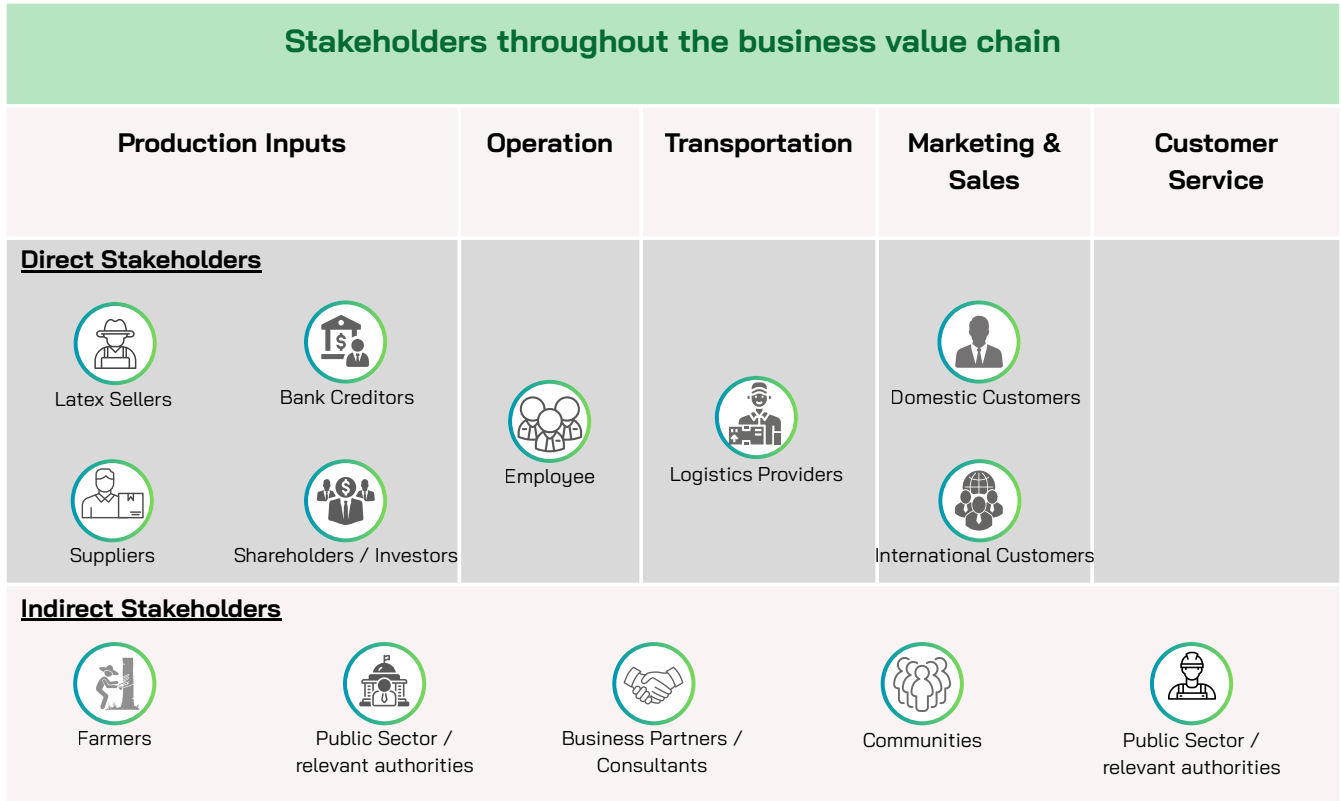 Stakeholders throughout the business value chain
Production Inputs
Operation
Transportation
Marketing &
Sales
Customer
Service
Direct Stakeholders
Latex Sellers
Bank Creditors
Suppliers
Shareholders / Investors
Employee
Logistics Providers
Domestic Customers
International Customers
Indirect Stakeholders
Farmers
Public Sector /
relevant authorities
Business Partners /
Consultants
Communities
Public Sector /
relevant authorities